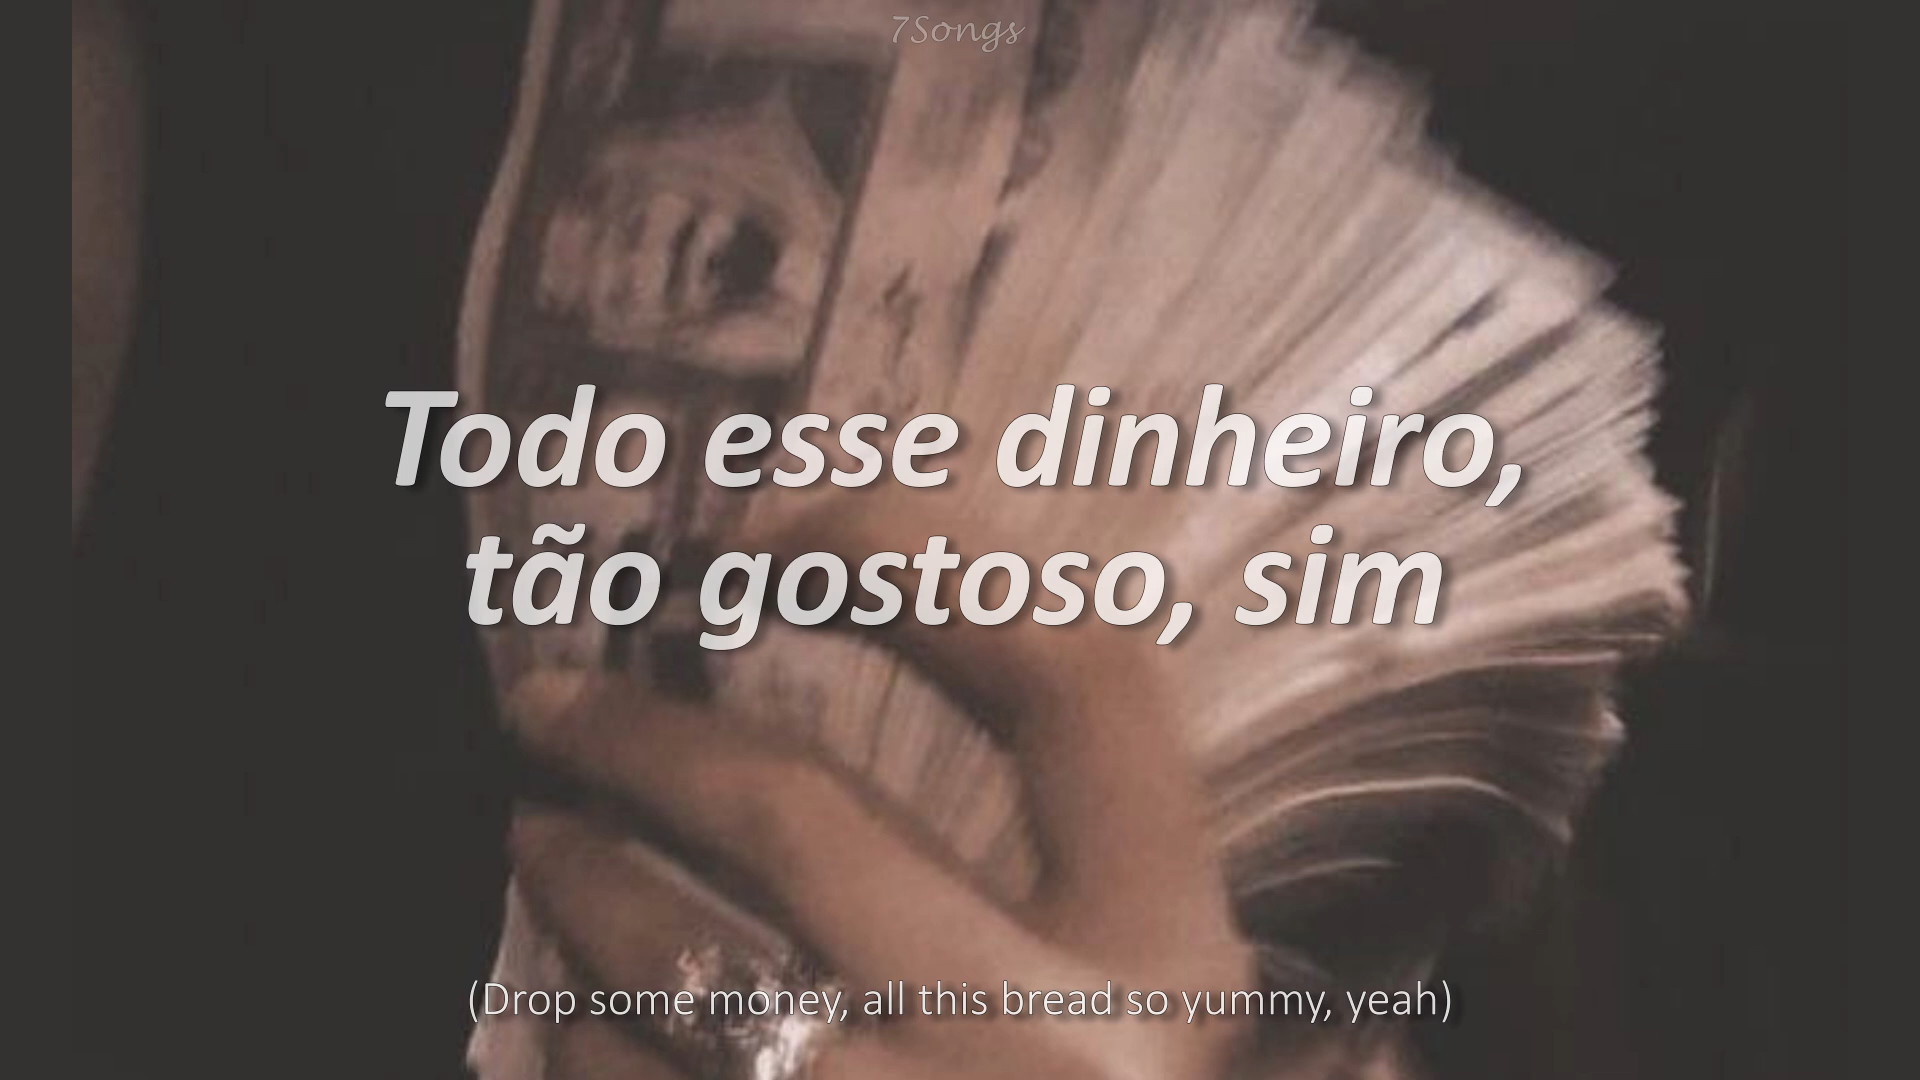 7Songs
Todo esse dinheiro,
tão gostoso, sim
(Drop some money, all this bread so yummy, yeah)